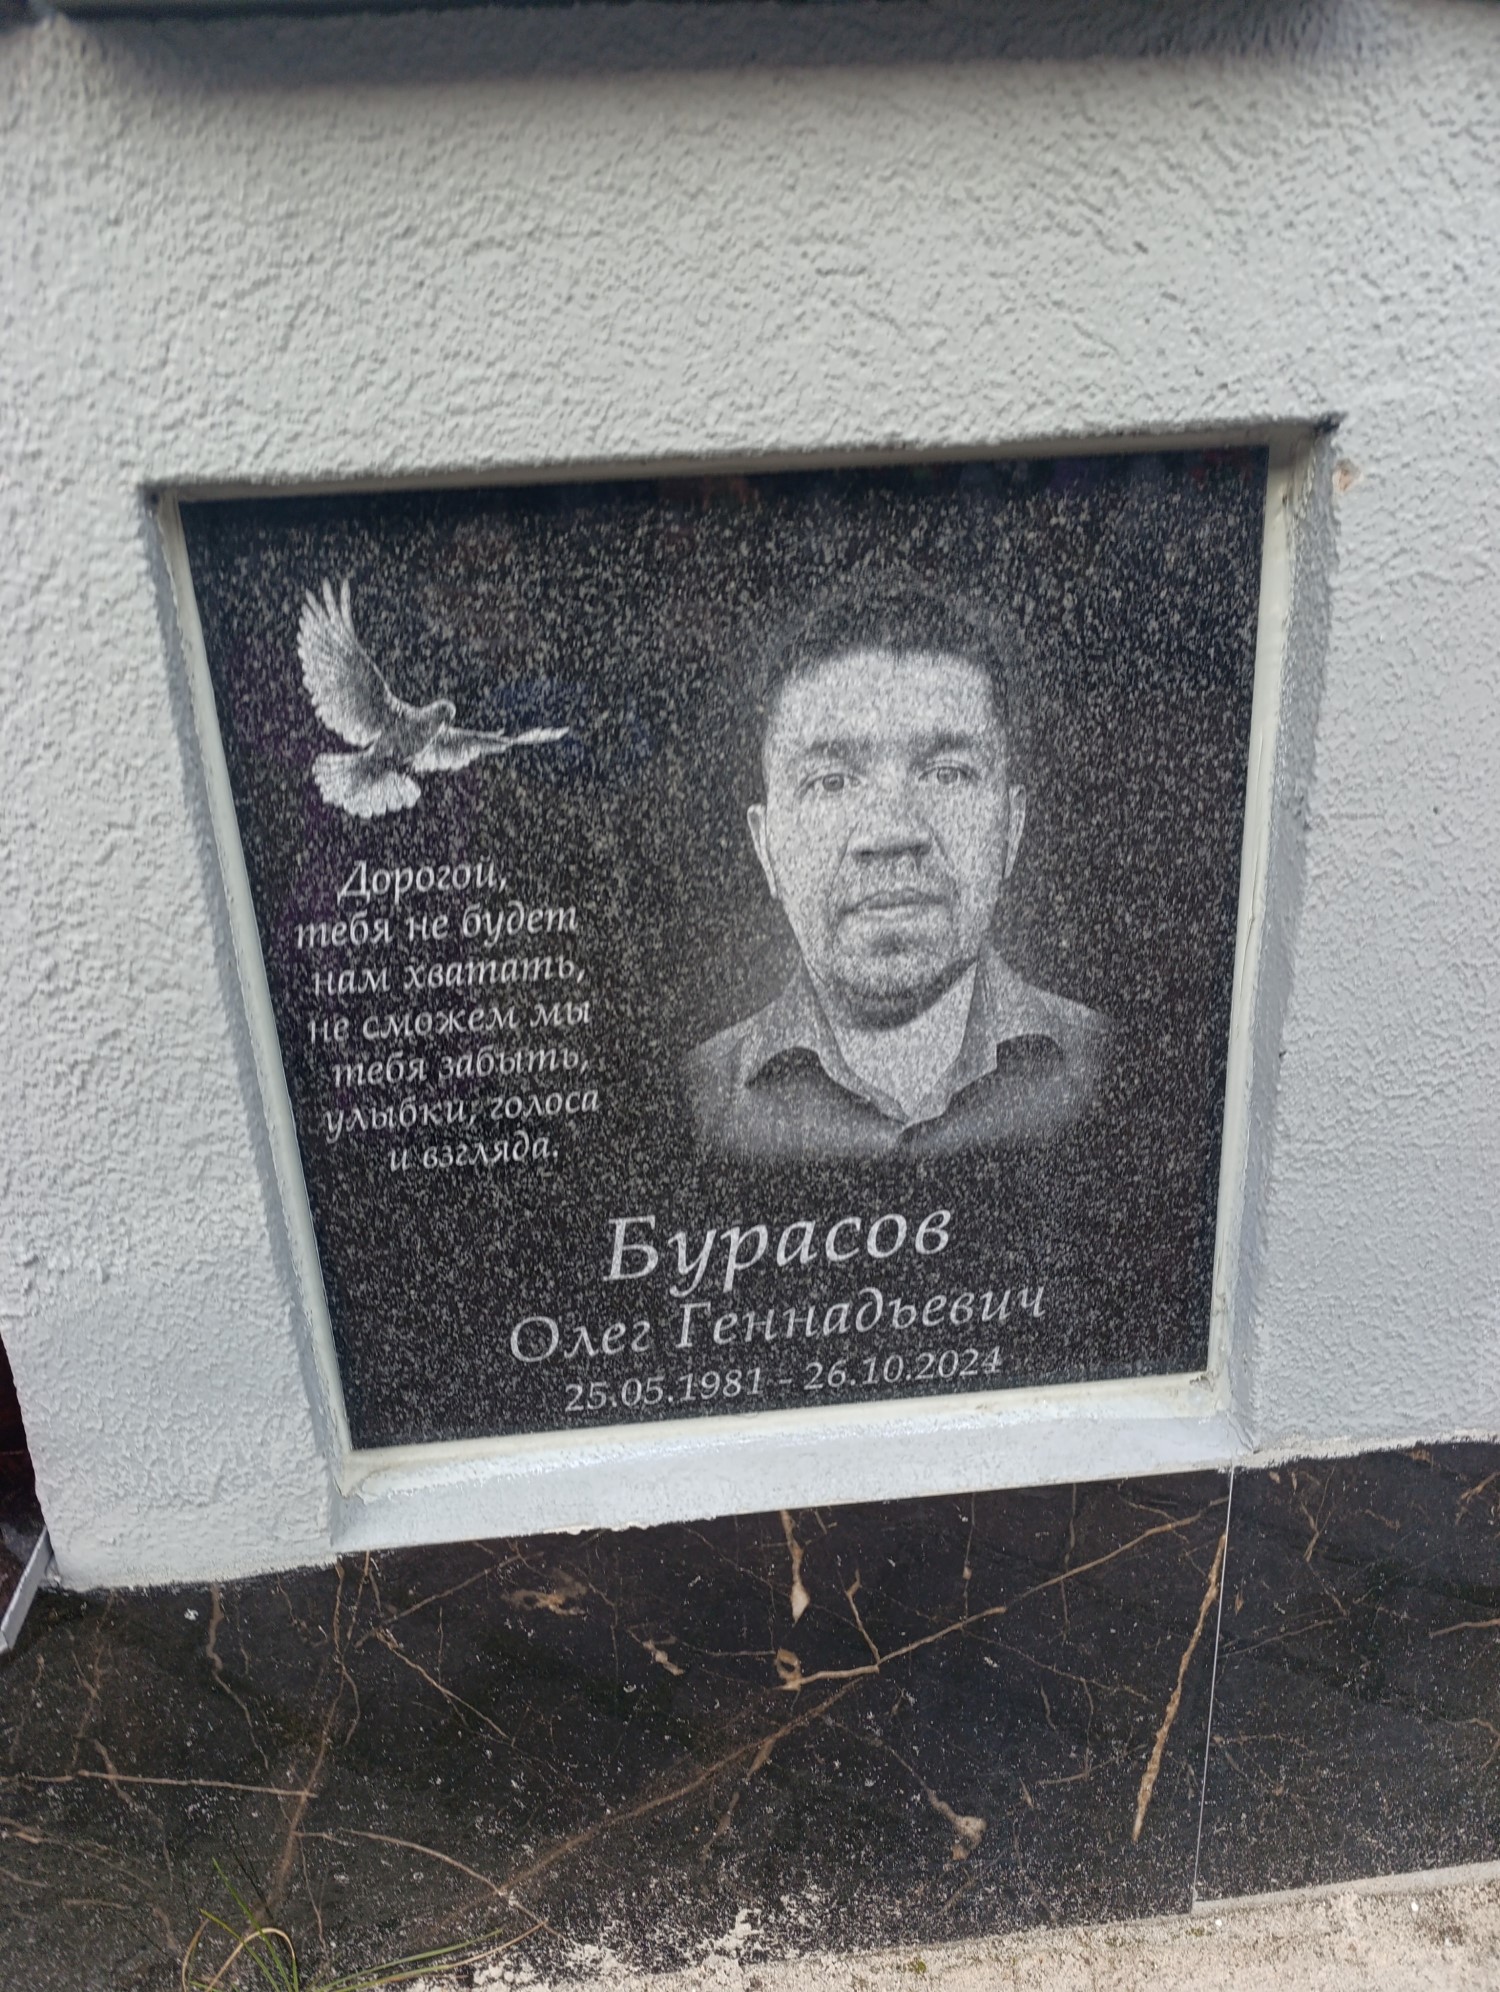 Дорогой,
тебя не будет
нам хватать,
не сможем мы
тебя забыть,
улыбки, голоса
и взгляда.
Бурасов
Олег Геннадьевич
25.05.1981 - 26.10.2024